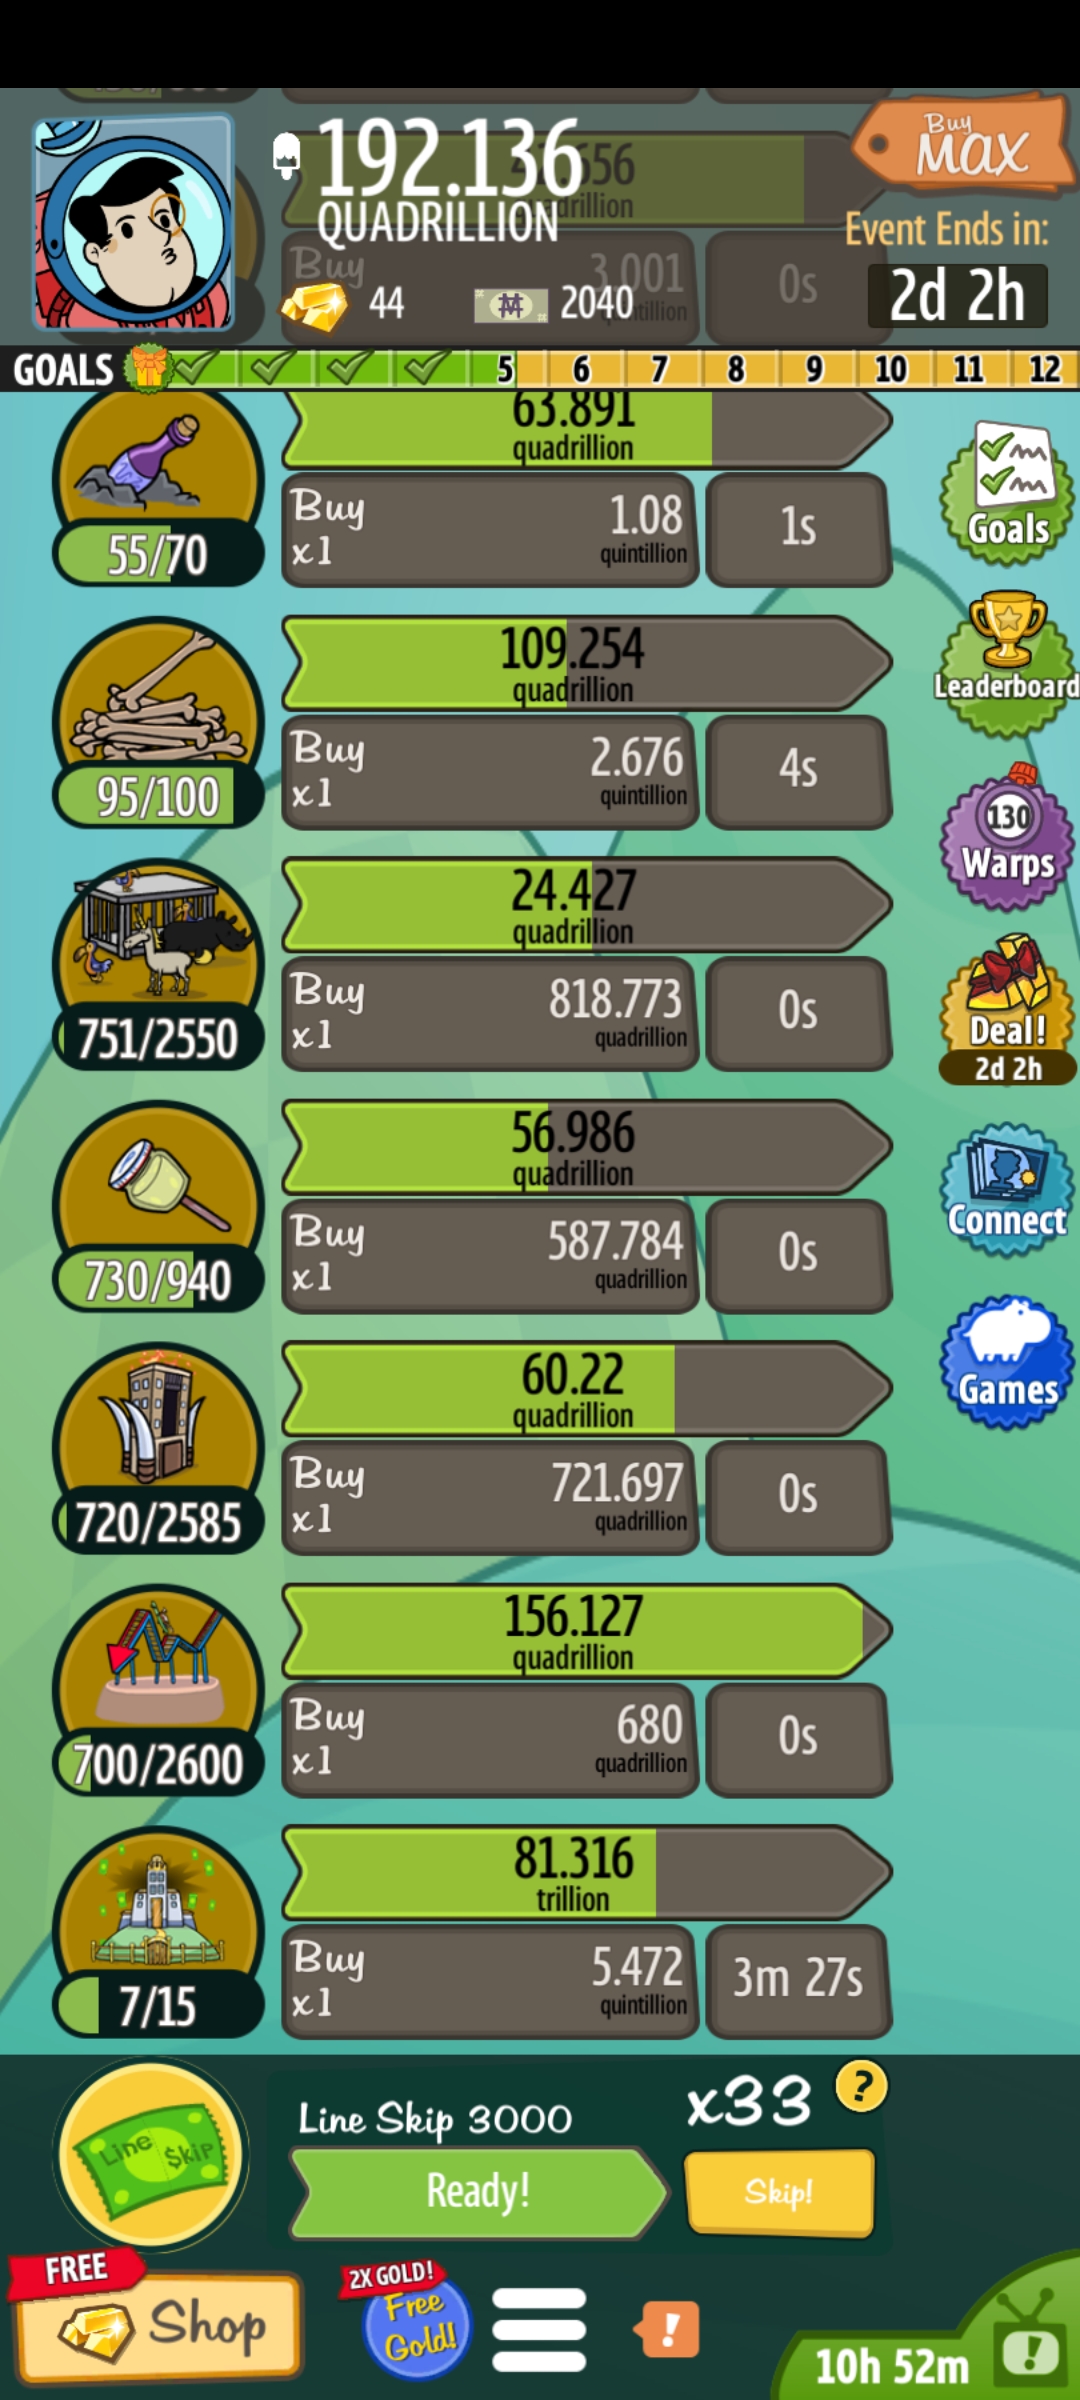 192.136
QUADRILLION
Buy
MAX
Event Ends in:
2d 2h
44
2040
Buy
3.001
0s
GOALS
5 6 7 8 9 10 11 12
63.891
quadrillion
Buy
x1
1.08
quintillion
1s
55/70
Goals
109.254
quadrillion
Buy
x1
2.676
quintillion
4s
95/100
Leaderboard
130
Warps
24.427
quadrillion
Buy
x1
818.773
quadrillion
0s
751/2550
Deal!
2d 2h
56.986
quadrillion
Buy
x1
587.784
quadrillion
0s
730/940
Connect
60.22
quadrillion
Buy
x1
721.697
quadrillion
0s
720/2585
Games
156.127
quadrillion
Buy
x1
680
quadrillion
0s
700/2600
81.316
trillion
Buy
x1
5.472
quintillion
3m 27s
7/15
Line $kip
Line Skip 3000
x33
?
Ready!
Skip!
FREE
Shop
2X GOLD!
Free
Gold!
!
10h 52m
!